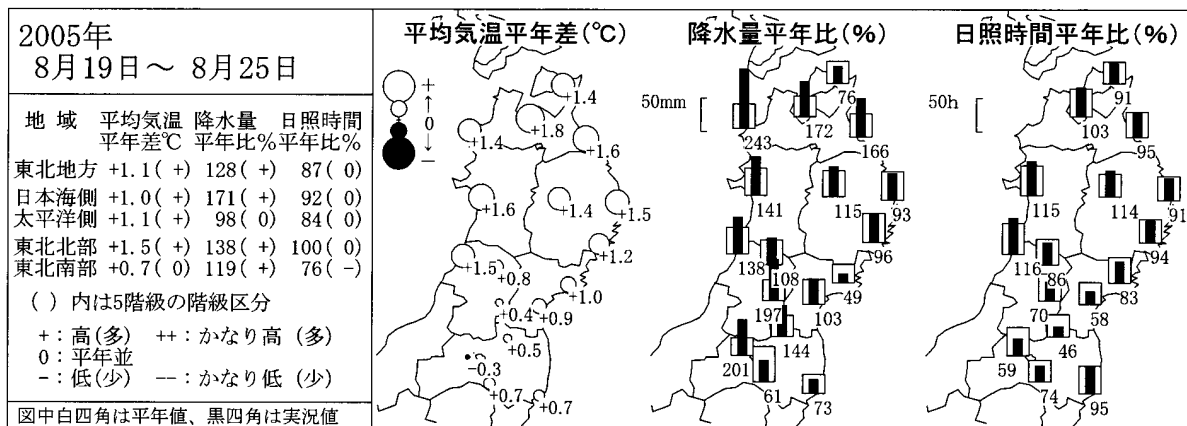 2005年
8月19日～ 8月25日
地 域 平均気温 降水量 日照時間
平年差℃ 平年比% 平年比%
東北地方 +1.1( +) 128( +) 87( 0)
日本海側 +1.0( +) 171( +) 92( 0)
太平洋側 +1.1( +) 98( 0) 84( 0)
東北北部 +1.5( +) 138( +) 100( 0)
東北南部 +0.7( 0) 119( +) 76( -)
( ) 内は5階級の階級区分
+：高(多) ++：かなり高 (多)
0：平年並
-：低(少) --：かなり低 (少)
図中白四角は平年値、黒四角は実況値
平均気温平年差(℃)
+
↑
0
↓
-
+1.4
+1.8
+1.4
+1.6
+1.6
+1.4
+1.5
+1.2
+1.5
+0.8
+1.0
+0.4
+0.9
+0.5
-0.3
+0.7
+0.7
降水量平年比(%)
50mm
76
172
243
166
141
115
93
96
138
108
49
197
103
144
201
61
73
日照時間平年比(%)
50h
91
103
95
115
114
91
94
116
86
83
70
58
46
59
74
95